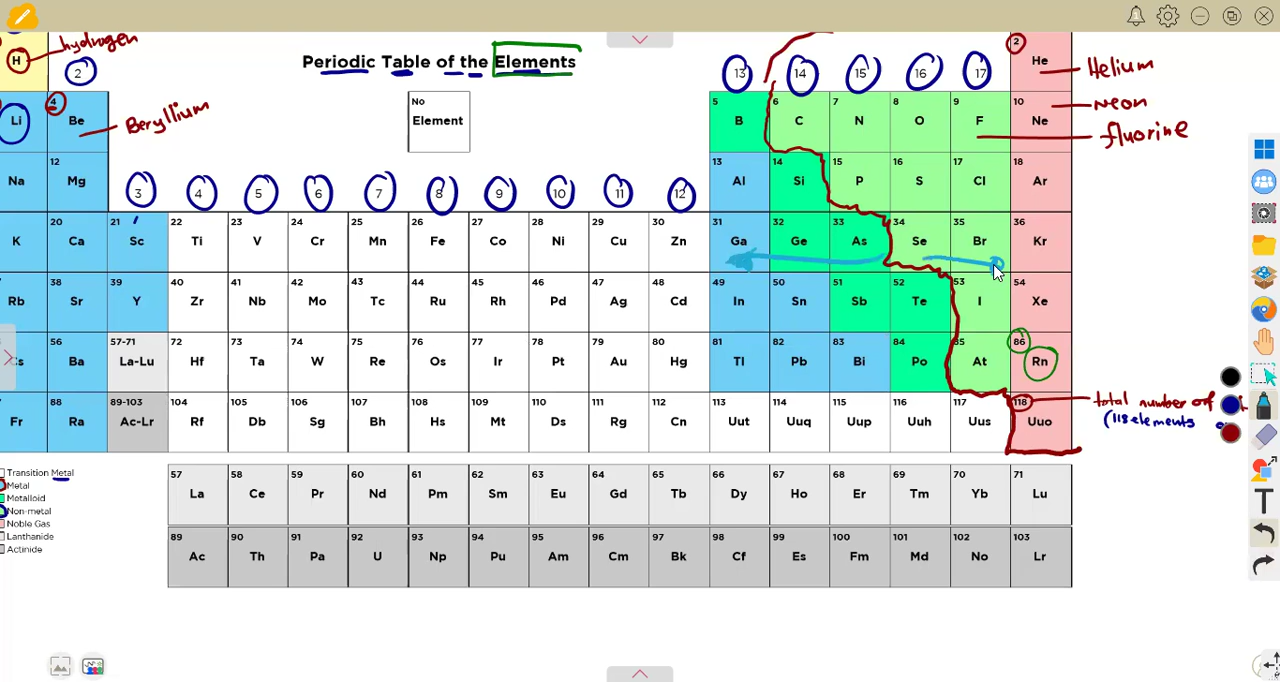 2
hydrogen
H
Periodic Table of the Elements
2
13
14
15
16
17
He
Helium
4
Be
Beryllium
No
Element
5
B
6
C
7
N
8
O
9
F
10
Ne
neon
fluorine
Li
12
Na
Mg
3
4
5
6
7
8
9
10
11
12
13
Al
14
Si
15
P
16
S
17
Cl
18
Ar
20
21
22
23
24
25
26
27
28
29
30
31
32
33
34
35
36
K
Ca
Sc
Ti
V
Cr
Mn
Fe
Co
Ni
Cu
Zn
Ga
Ge
As
Se
Br
Kr
38
39
40
41
42
43
44
45
46
47
48
49
50
51
52
53
54
Rb
Sr
Y
Zr
Nb
Mo
Tc
Ru
Rh
Pd
Ag
Cd
In
Sn
Sb
Te
I
Xe
56
57-71
72
73
74
75
76
77
78
79
80
81
82
83
84
85
86
Cs
Ba
La-Lu
Hf
Ta
W
Re
Os
Ir
Pt
Au
Hg
Tl
Pb
Bi
Po
At
Rn
88
89-103
104
105
106
107
108
109
110
111
112
113
114
115
116
117
118
total number of
Fr
Ra
Ac-Lr
Rf
Db
Sg
Bh
Hs
Mt
Ds
Rg
Cn
Uut
Uuq
Uup
Uuh
Uus
Uuo
(118 elements
Transition Metal
Metal
Metalloid
Non-metal
Noble Gas
Lanthanide
Actinide
57
58
59
60
61
62
63
64
65
66
67
68
69
70
71
La
Ce
Pr
Nd
Pm
Sm
Eu
Gd
Tb
Dy
Ho
Er
Tm
Yb
Lu
89
90
91
92
93
94
95
96
97
98
99
100
101
102
103
Ac
Th
Pa
U
Np
Pu
Am
Cm
Bk
Cf
Es
Fm
Md
No
Lr
T